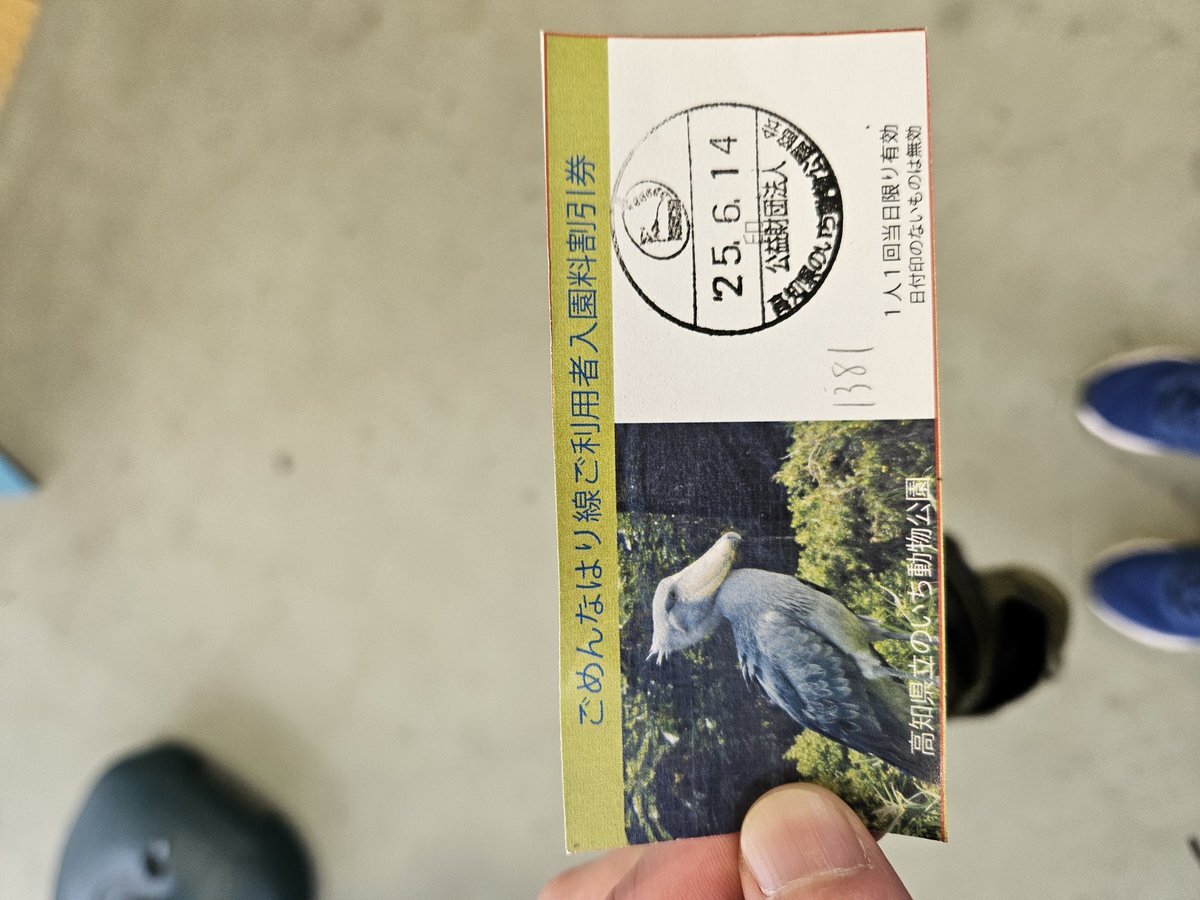 ごめんなはり線ご利用者入園料割引券
'25.6.14
印
公益財団法人
1381
1人1回当日限り有効
日付印のないものは無効
高知県立のいち動物公園